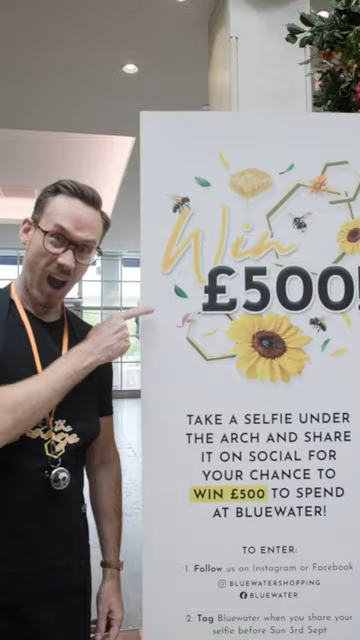 Win
£500!
TAKE A SELFIE UNDER
THE ARCH AND SHARE
IT ON SOCIAL FOR
YOUR CHANCE TO
WIN £500 TO SPEND
AT BLUEWATER!
TO ENTER:
1. Follow us on Instagram or Facebook
BLUEWATERSHOPPING
BLUEWATER
2. Tag Bluewater when you share your
selfie before Sun 3rd Sept